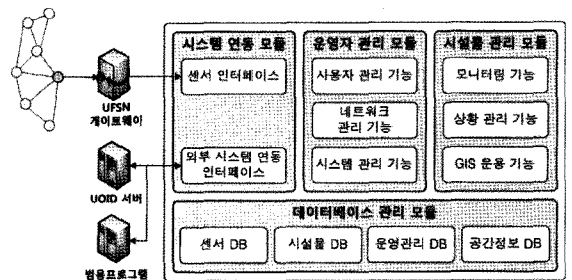 시스템 연동 모듈
운영자 관리 모듈
시설물 관리 모듈
센서 인터페이스
사용자 관리 기능
모니터링 기능
UFSN
게이트웨이
네트워크
관리 기능
상황 관리 기능
외부 시스템 연동
인터페이스
시스템 관리 기능
GIS 운용 기능
UOID 서버
데이터베이스 관리 모듈
센서 DB
시설물 DB
운영관리 DB
공간정보 DB
범용프로그램